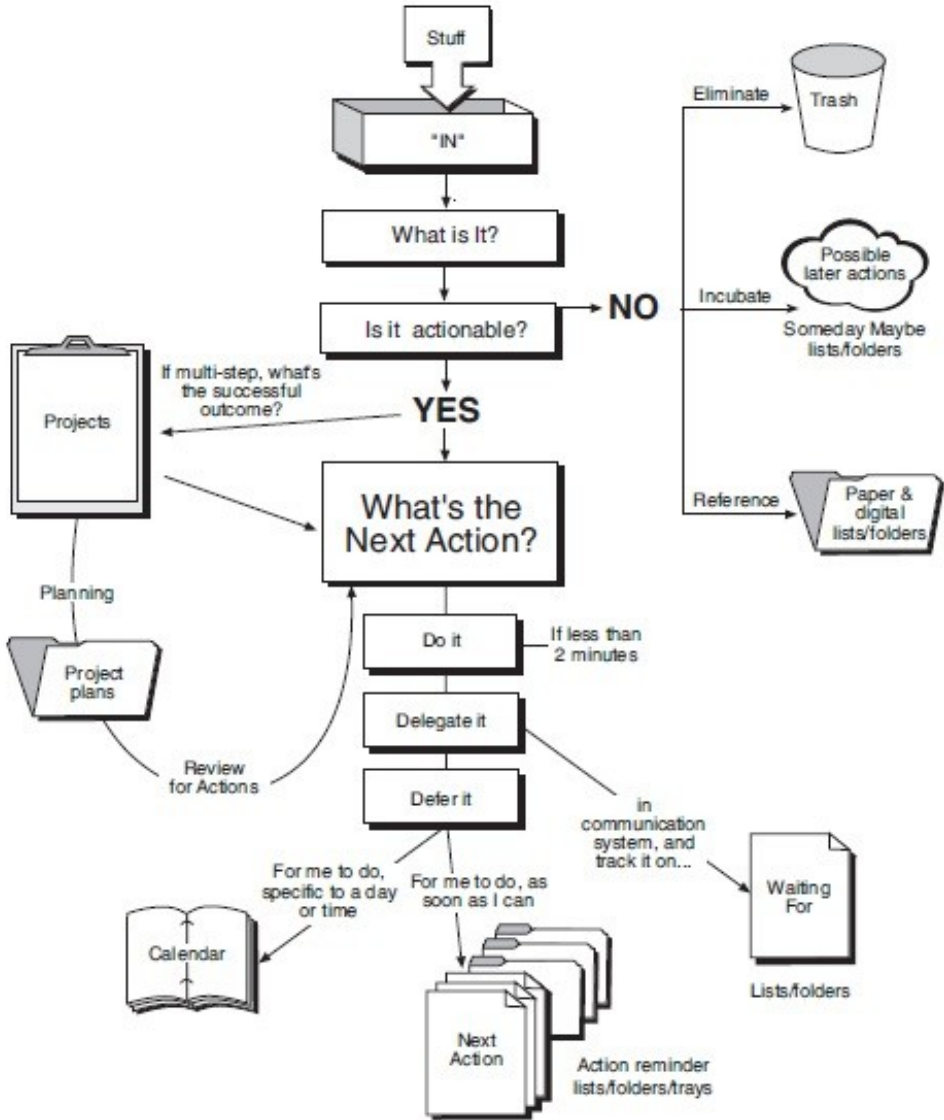 Stuff
"IN"
What is It?
Is it actionable?
NO
Eliminate
Trash
Incubate
Possible
later actions
Someday Maybe
lists/folders
Reference
Paper &
digital
lists/folders
YES
If multi-step, what's
the successful
outcome?
Projects
What's the
Next Action?
Planning
Project
plans
Review
for Actions
Do it
If less than
2 minutes
Delegate it
in
communication
system, and
track it on...
Waiting
For
Lists/folders
Defer it
For me to do,
specific to a day
or time
Calendar
For me to do, as
soon as I can
Next
Action
Action reminder
lists/folders/trays